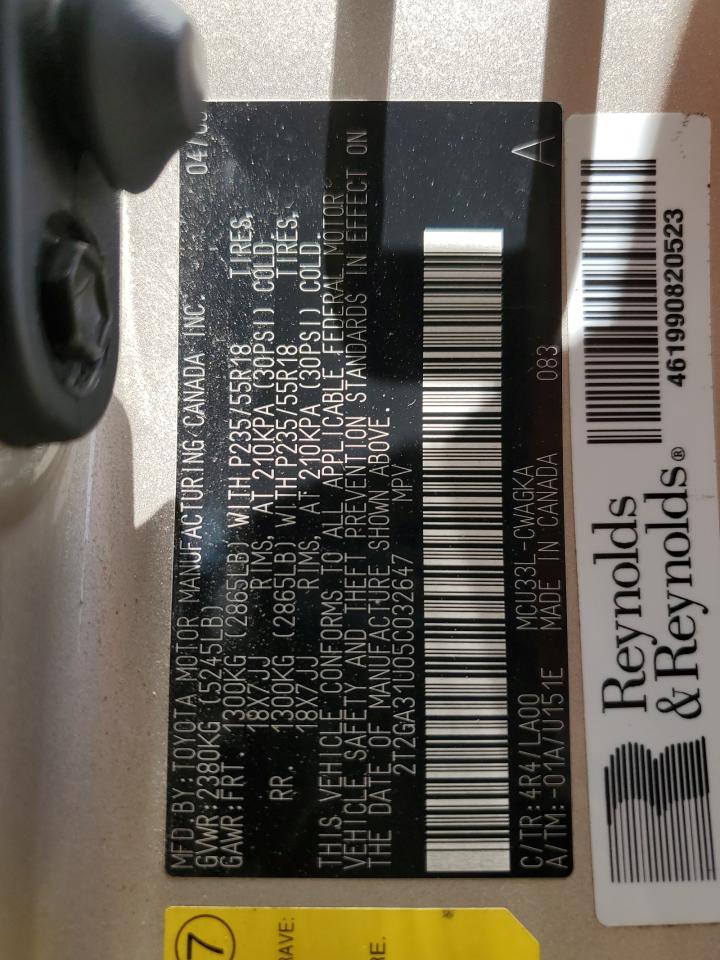 MFD.BY:TOYOTA MOTOR MANUFACTURING CANADA INC.
GVWR:2380KG (5245LB)
GAWR:FRT. 1300KG (2865LB) WITH P235/55R18 TIRES,
18X7JJ RIMS, AT 210KPA (30PSI) COLD
RR. 1300KG (2865LB) WITH P235/55R18 TIRES,
18X7JJ RIMS, AT 210KPA (30PSI) COLD.
THIS VEHICLE CONFORMS TO ALL APPLICABLE FEDERAL MOTOR
VEHICLE SAFETY AND THEFT PREVENTION STANDARDS IN EFFECT ON
THE DATE OF MANUFACTURE SHOWN ABOVE.
2T2GA31U05C032647 MPV
C/TR:4R4/LA00 MCU33L-CWAGKA 083
A/TM:-01A/U151E MADE IN CANADA A
Reynolds
&Reynolds®
461990820523
7